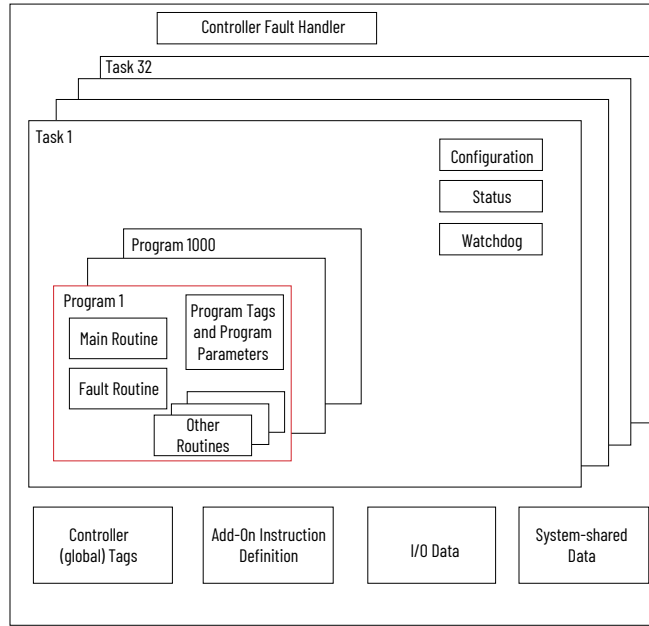 Controller Fault Handler
Task 32
Task 1
Configuration
Status
Watchdog
Program 1000
Program 1
Main Routine
Fault Routine
Program Tags
and Program
Parameters
Other
Routines
Controller
(global) Tags
Add-On Instruction
Definition
I/O Data
System-shared
Data